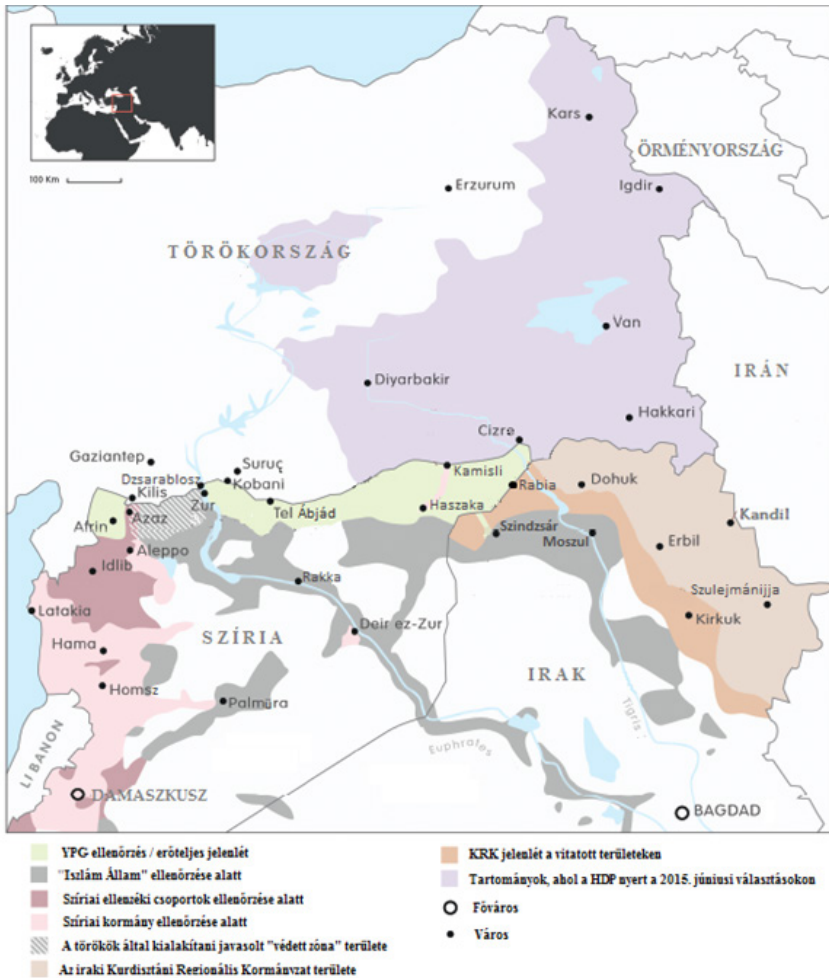 100 Km
Kars
ÖRMÉNYORSZÁG
Erzurum
Igdir
TÖRÖKORSZÁG
Van
IRÁN
Diyarbakir
Hakkari
Cizre
Gaziantep
Suruç
Kamisli
Dzsarablosz
Kobani
Dohuk
Kilis
Rabia
Zur
Tel Ábjád
Haszaka
Kandil
Azaz
Afrin
Szindzsár
Moszul
Erbil
Aleppo
Idlib
Rakka
Szulejmánijja
Latakia
Kirkuk
Deir ez-Zur
SZÍRIA
Hama
IRAK
Homsz
Palmüra
Tigris
LIBANON
Euphrates
DAMASZKUSZ
BAGDAD
YPG ellenőrzés / erőteljes jelenlét
"Iszlám Állam" ellenőrzése alatt
Szíriai ellenzéki csoportok ellenőrzése alatt
Szíriai kormány ellenőrzése alatt
A törökök által kialakítani javasolt "védett zóna" területe
Az iraki Kurdisztáni Regionális Kormányzat területe
KRK jelenlét a vitatott területeken
Tartományok, ahol a HDP nyert a 2015. júniusi választásokon
Főváros
Város